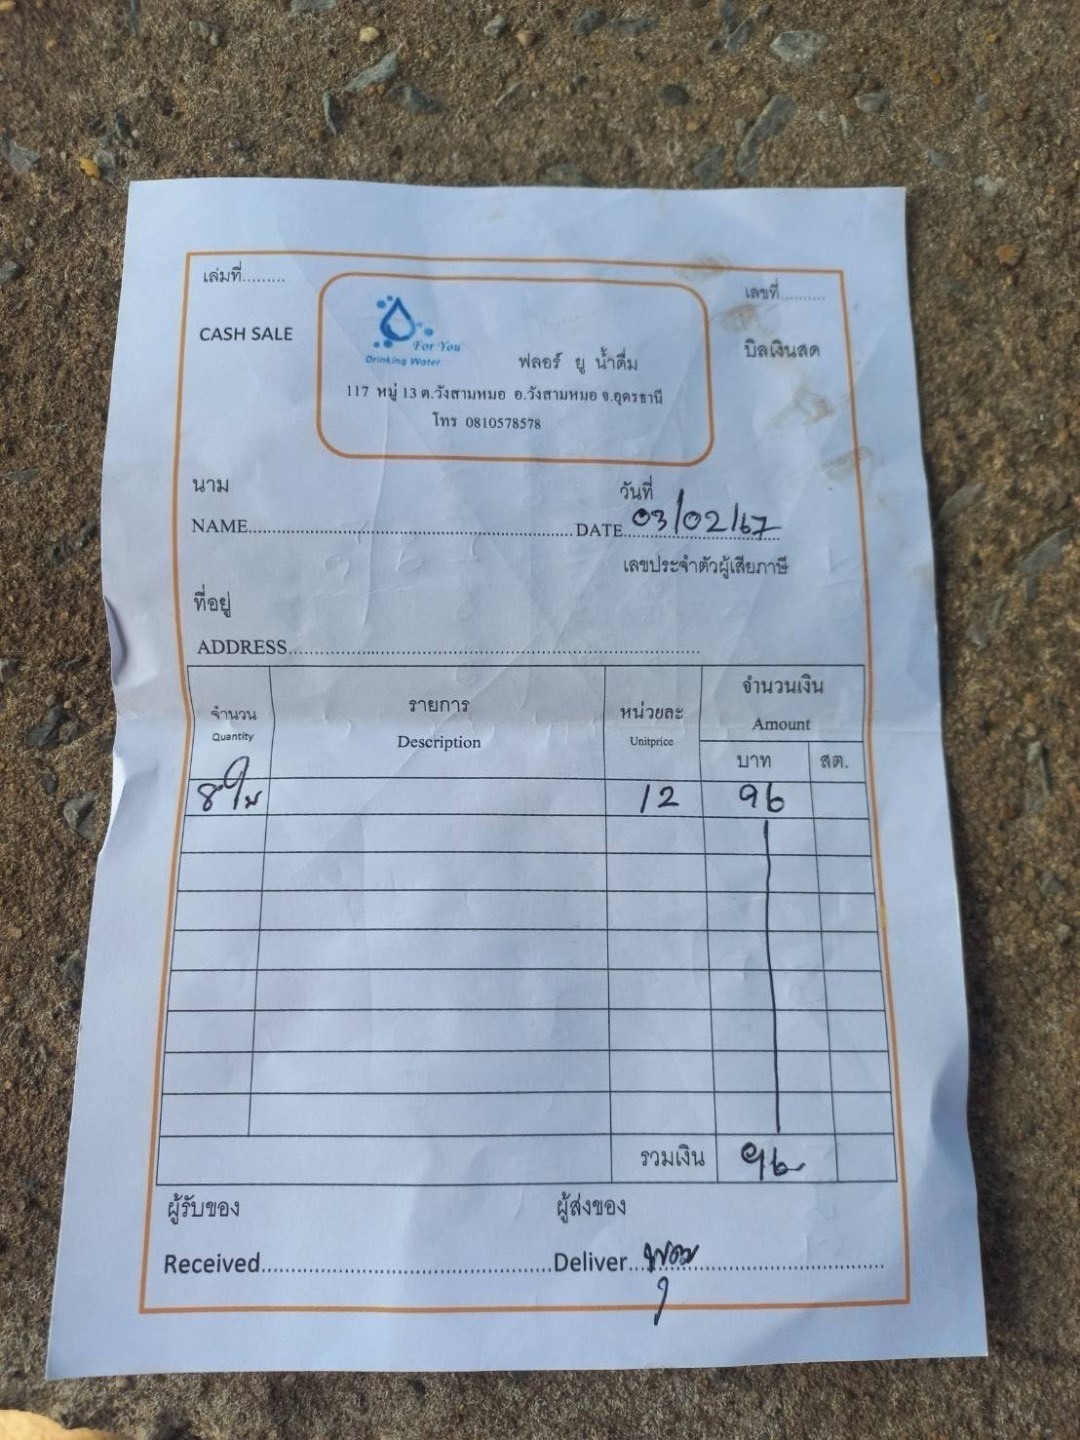 เล่มที่.........
เลขที่..........
CASH SALE
บิลเงินสด
For You
Drinking Water
ฟลอร์ ยู น้ำดื่ม
117 หมู่ 13 ต.วังสามหมอ อ.วังสามหมอ จ.อุดรธานี
โทร 0810578578
นาม
วันที่
NAME............................................................DATE 03/02/67
เลขประจำตัวผู้เสียภาษี
ที่อยู่
ADDRESS............................................................
จำนวน รายการ หน่วยละ จำนวนเงิน
Quantity Description Unitprice Amount
บาท สต.
8 ใบ 12 96
รวมเงิน 96
ผู้รับของ ผู้ส่งของ
Received............................................Deliver............................................